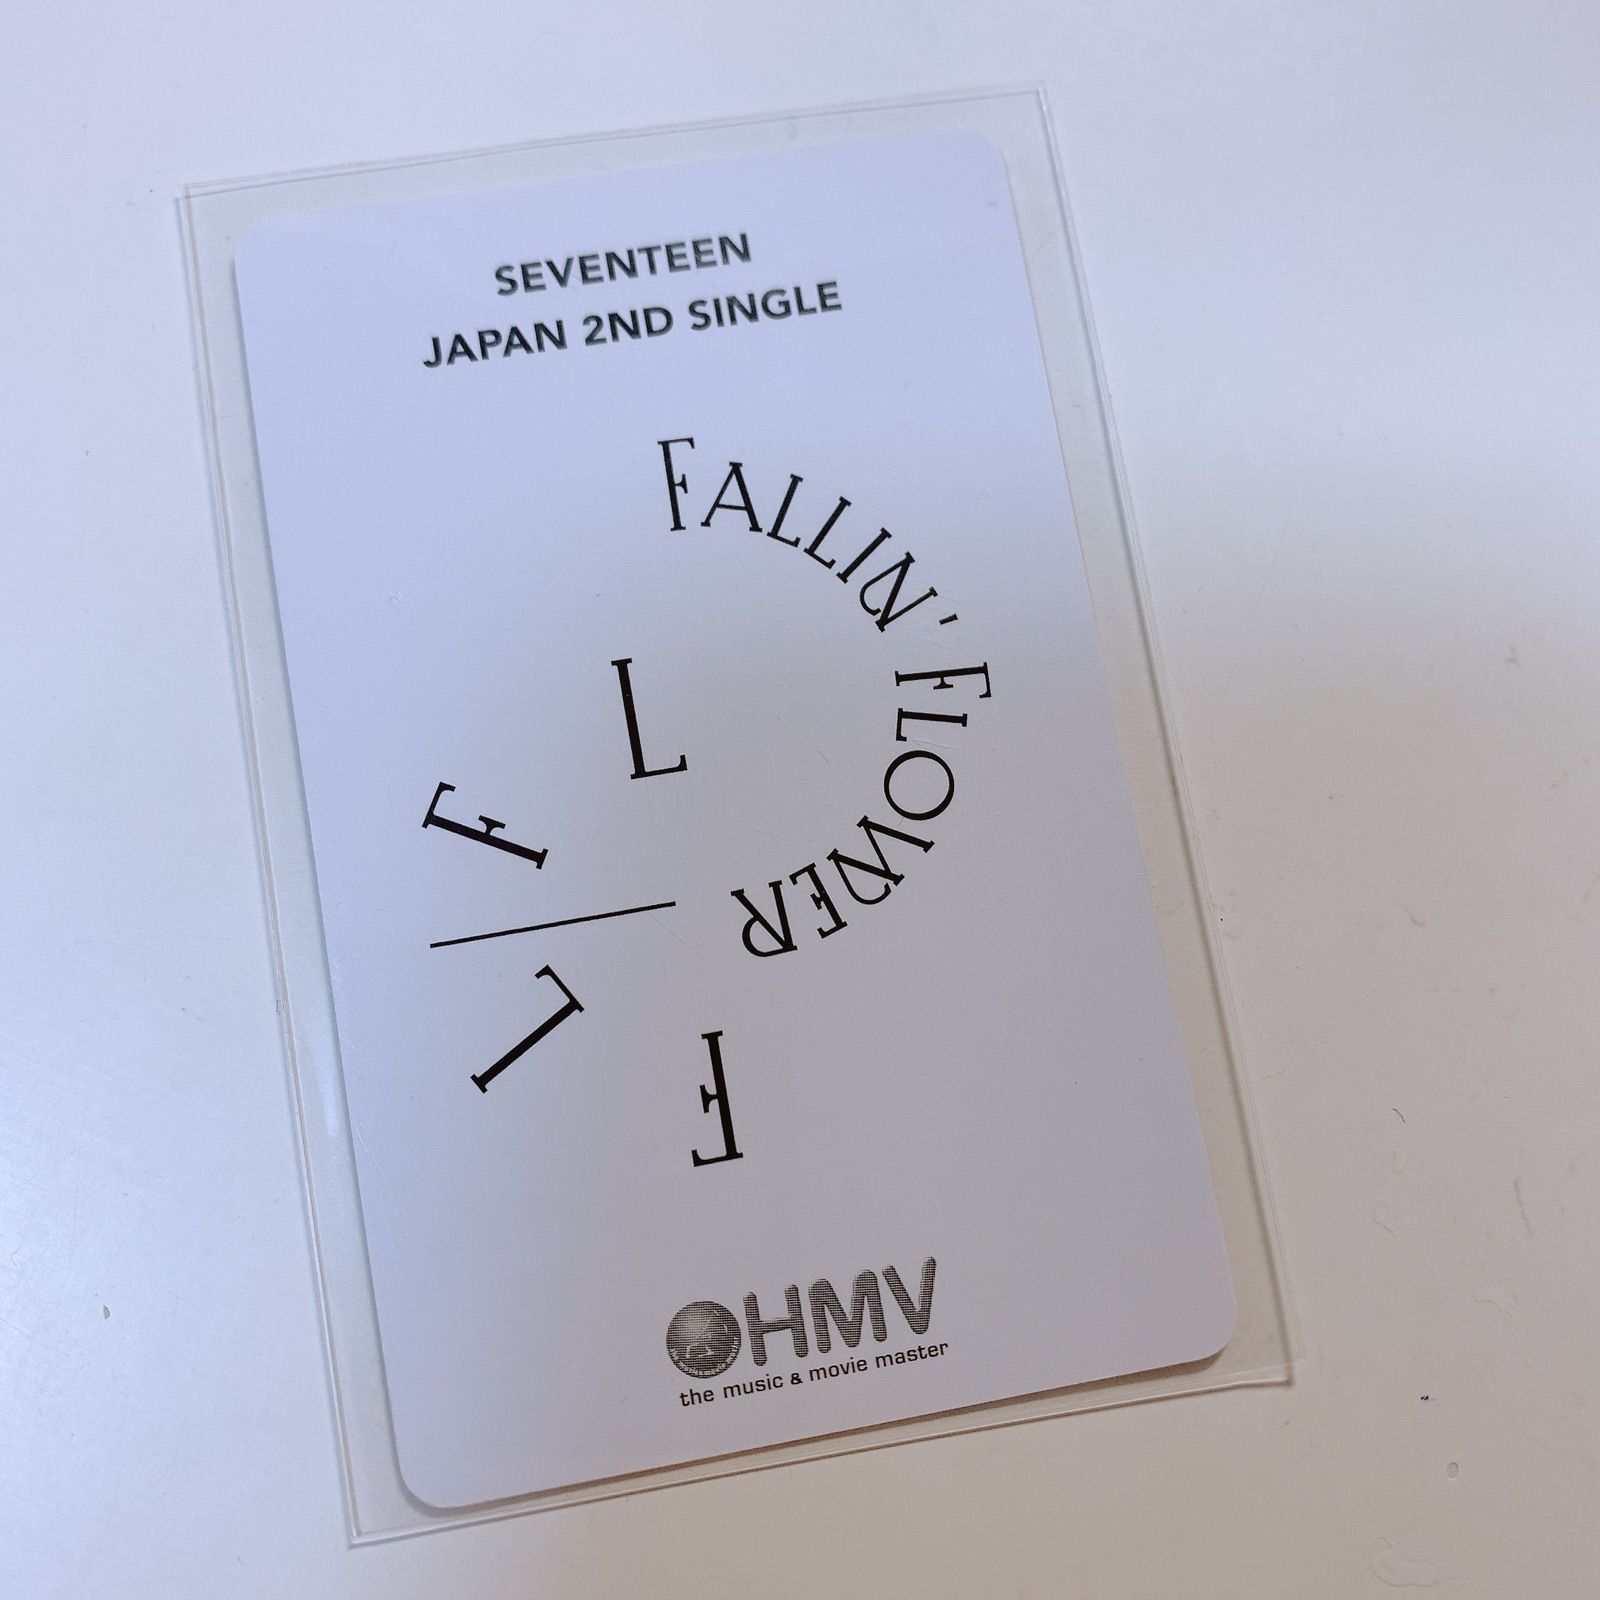 SEVENTEEN
JAPAN 2ND SINGLE
FALLIN' FLOWER
L
F
L
F
HMV
the music & movie master